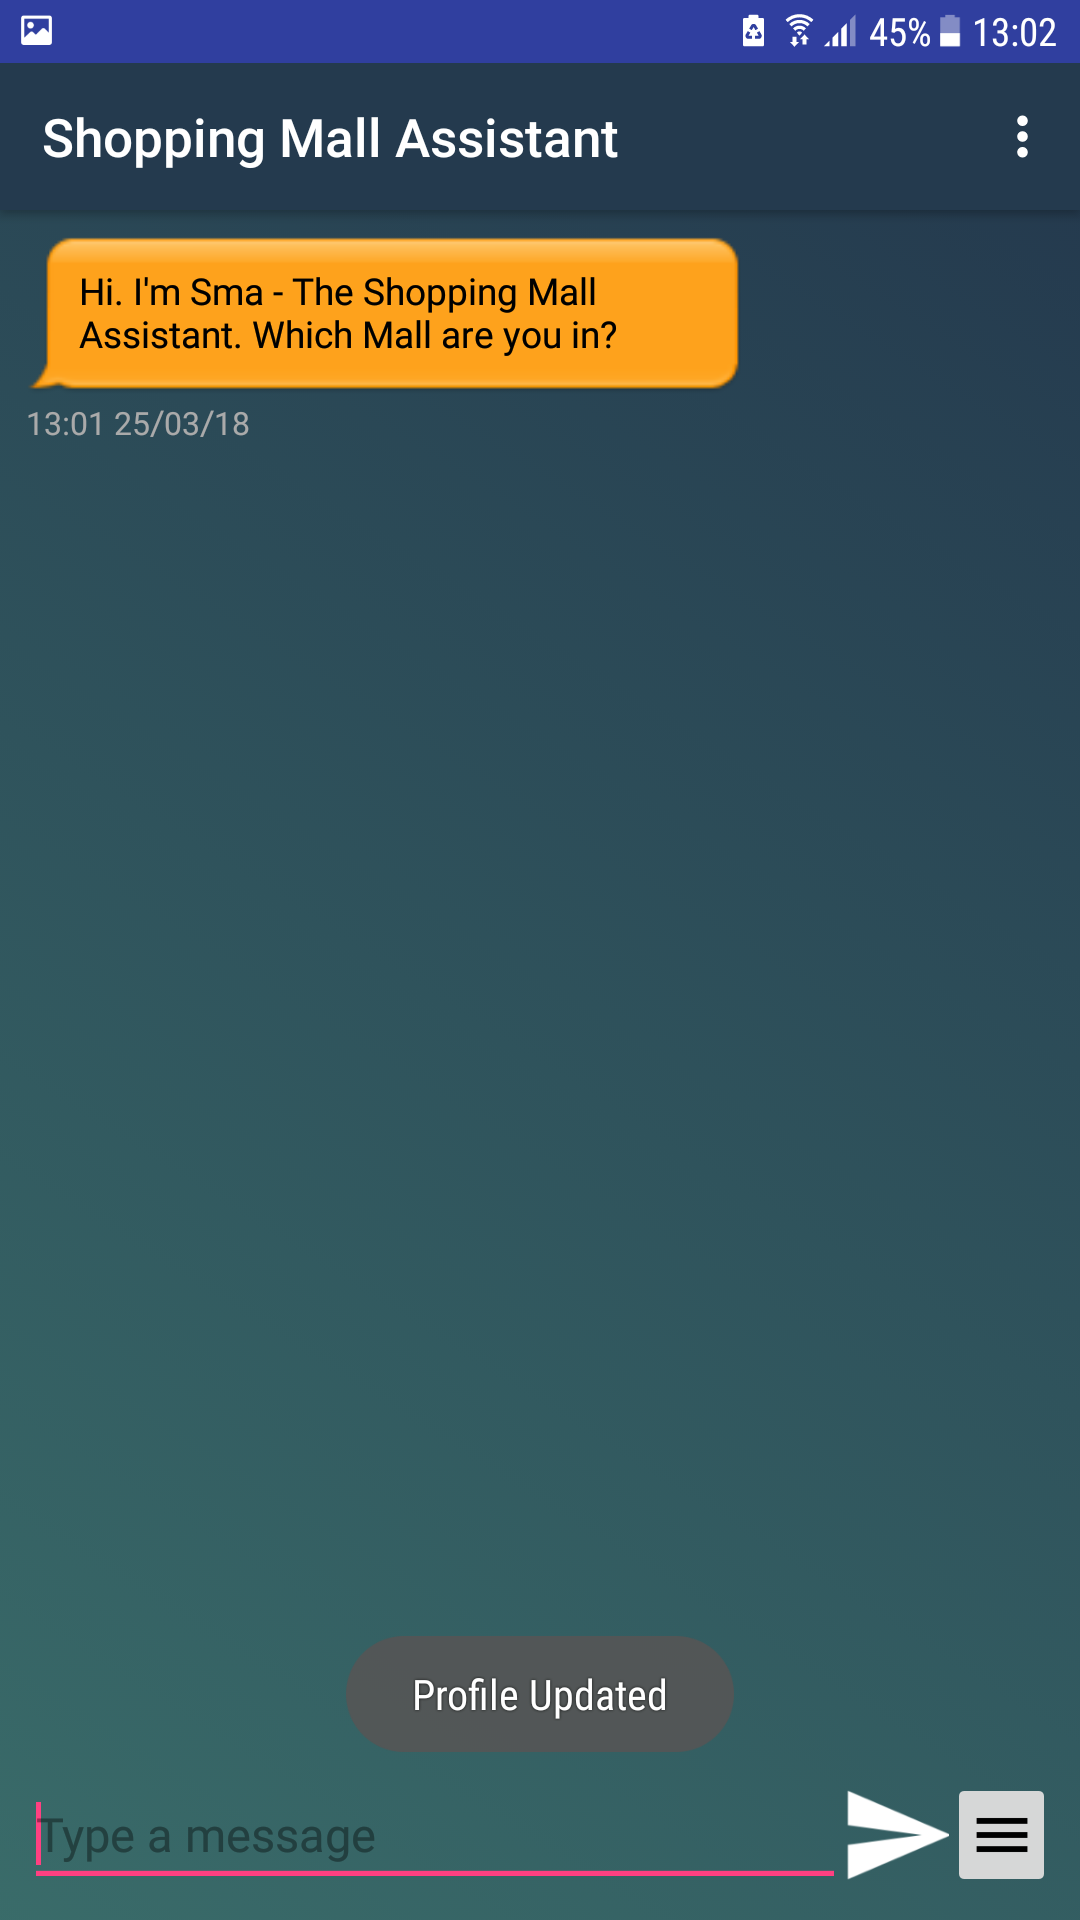 45% 13:02
Shopping Mall Assistant
Hi. I'm Sma - The Shopping Mall
Assistant. Which Mall are you in?
13:01 25/03/18
Profile Updated
Type a message